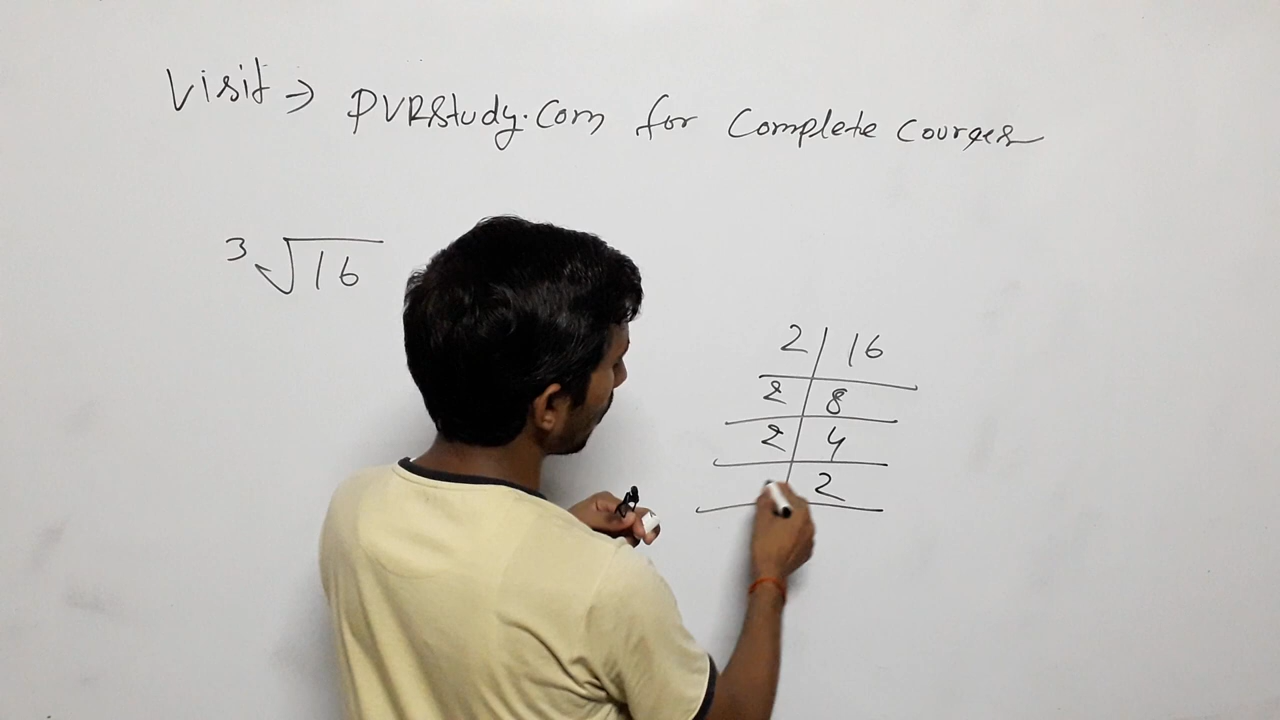 Visit → PVRStudy.Com for Complete Courses
3√16
2 | 16
2 | 8
2 | 4
2